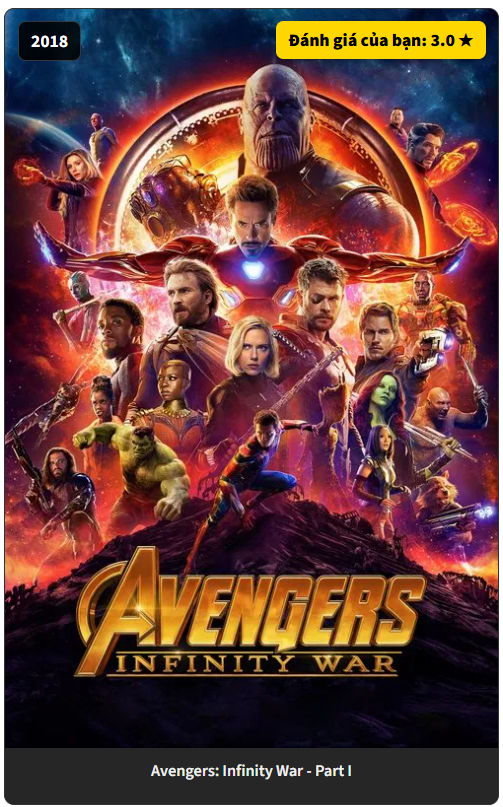 2018
Đánh giá của bạn: 3.0 ★
AVENGERS
INFINITY WAR
Avengers: Infinity War - Part I